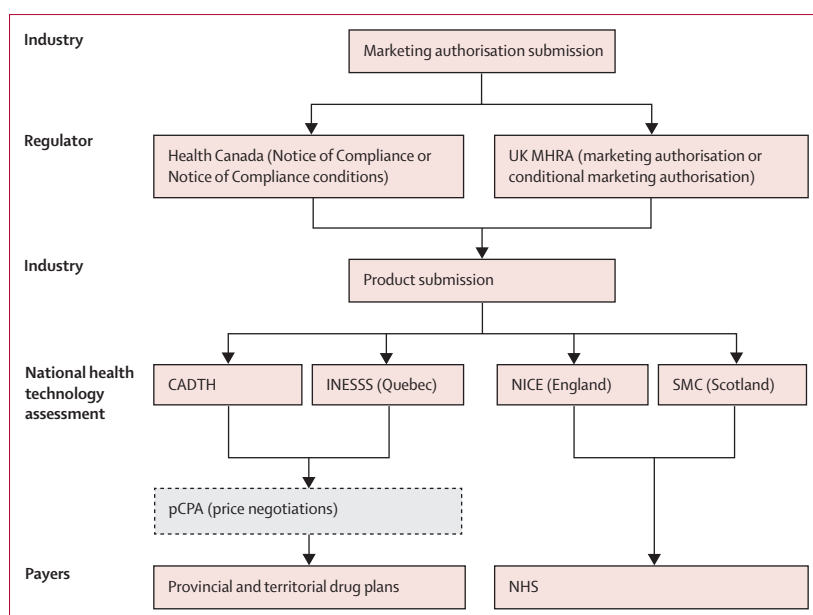 Industry
Marketing authorisation submission
Regulator
Health Canada (Notice of Compliance or
Notice of Compliance conditions)
UK MHRA (marketing authorisation or
conditional marketing authorisation)
Industry
Product submission
National health
technology
assessment
CADTH
INESSS (Quebec)
NICE (England)
SMC (Scotland)
pCPA (price negotiations)
Payers
Provincial and territorial drug plans
NHS